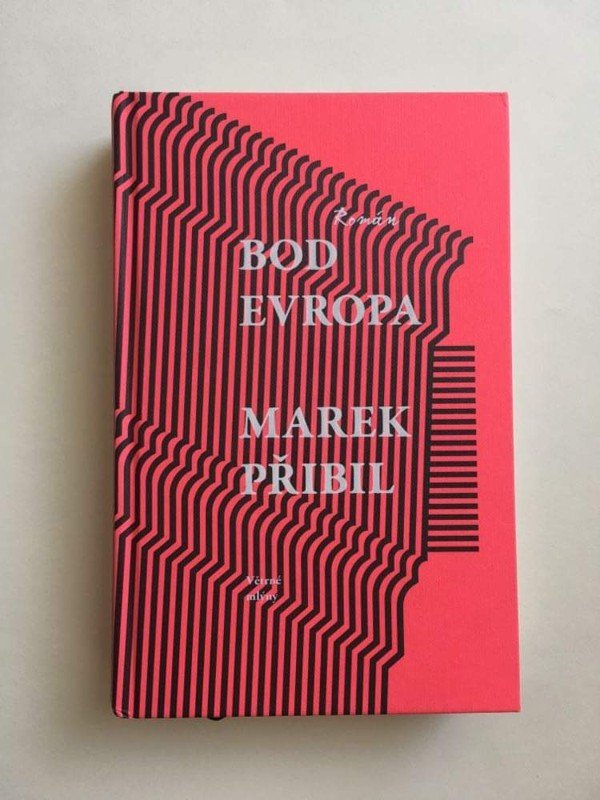 Román
BOD
EVROPA
MAREK
PŘIBIL
Větrné
mlýny